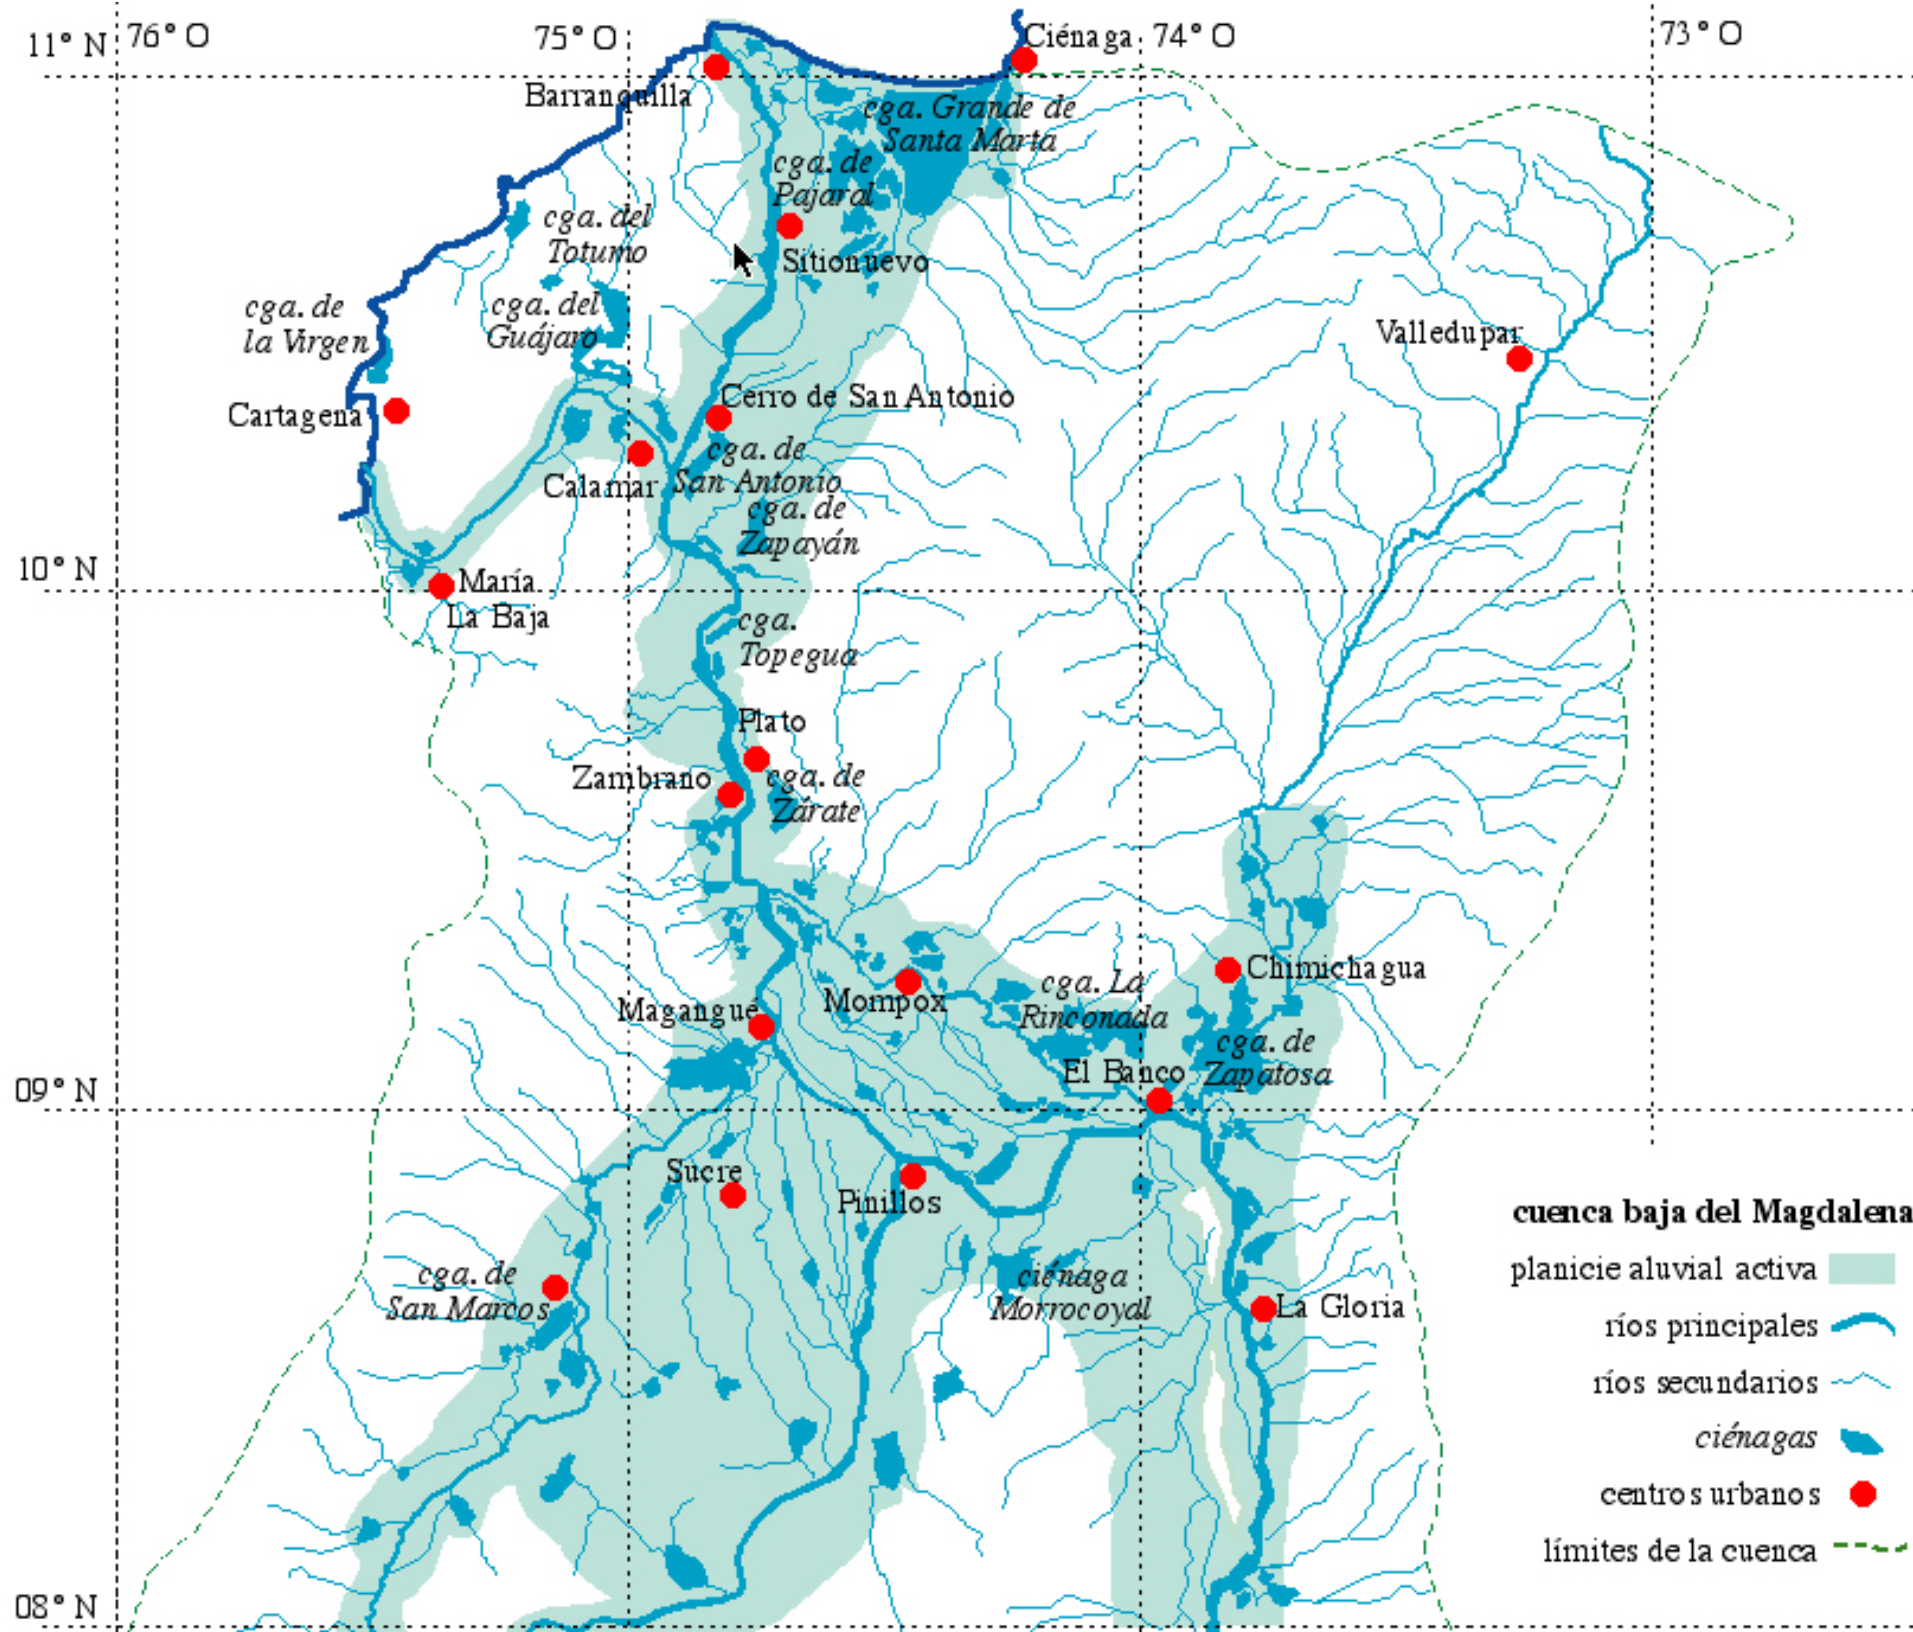 11° N
76° O
75° O
Ciénaga
74° O
73° O
Barranquilla
cga. Grande de
Santa Marta
cga. de
Pajaral
cga. del
Totumo
Sitionuevo
cga. de
la Virgen
cga. del
Guájaro
Valledupar
Cartagena
Cerro de San Antonio
cga. de
San Antonio
Calamar
cga. de
Zapayán
10° N
María
La Baja
cga.
Topegua
Plato
Zambrano
cga. de
Zárate
Chimichagua
Mompox
cga. La
Rinconada
Magangué
cga. de
Zapatosa
El Banco
09° N
Sucre
Pinillos
cga. de
San Marcos
ciénaga
Morrocoyal
La Gloria
cuenca baja del Magdalena
planicie aluvial activa
ríos principales
ríos secundarios
ciénagas
centros urbanos
límites de la cuenca
08° N